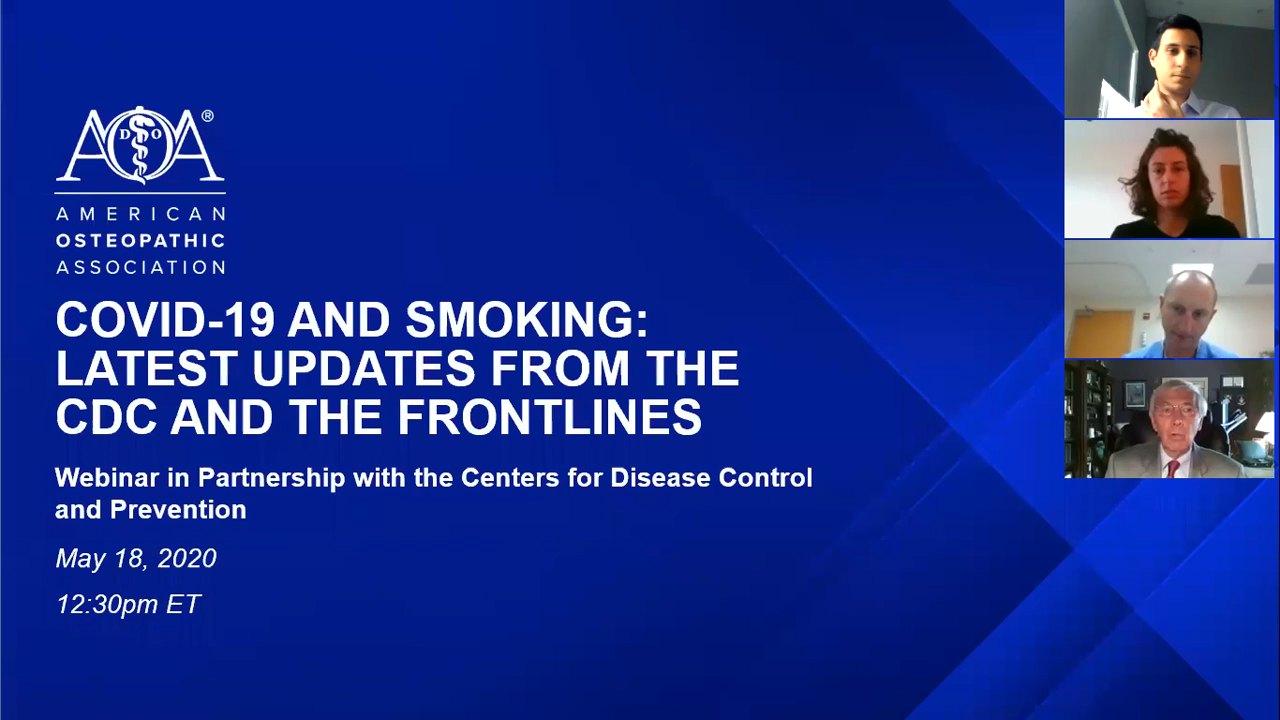 AOA®
D O
AMERICAN
OSTEOPATHIC
ASSOCIATION
COVID-19 AND SMOKING:
LATEST UPDATES FROM THE
CDC AND THE FRONTLINES
Webinar in Partnership with the Centers for Disease Control
and Prevention
May 18, 2020
12:30pm ET